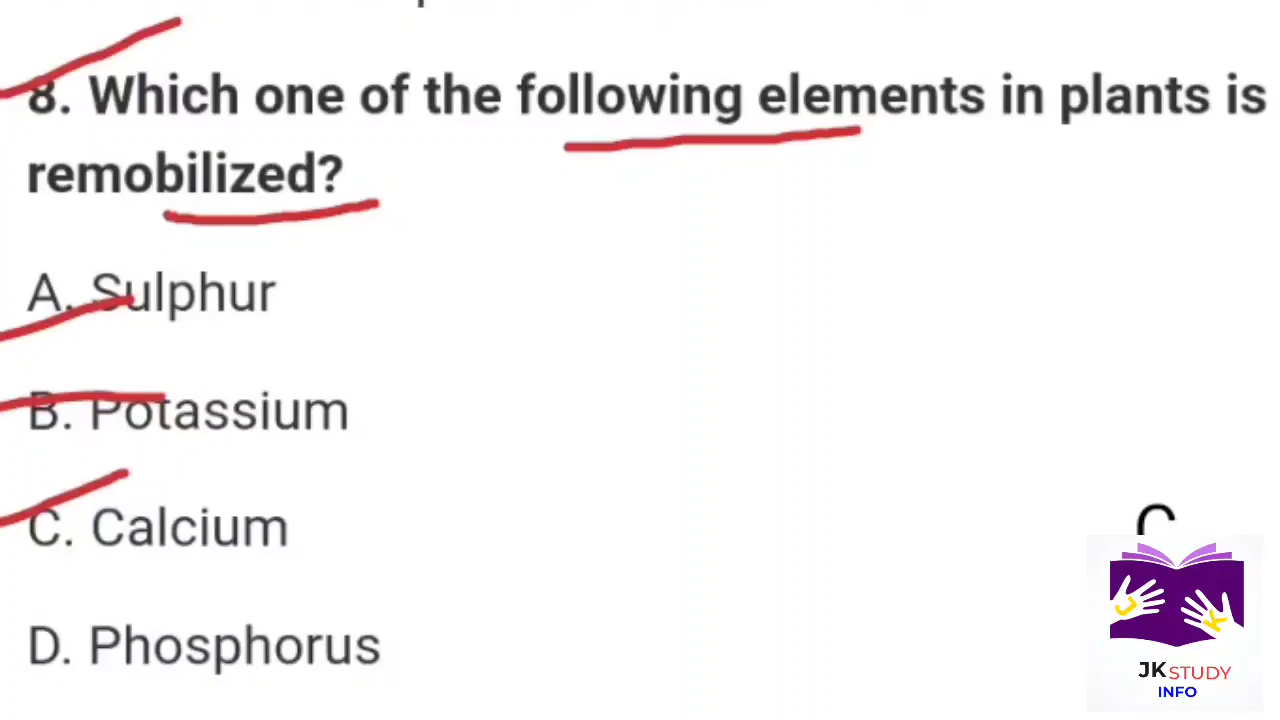 8. Which one of the following elements in plants is
remobilized?
A. Sulphur
B. Potassium
C. Calcium
D. Phosphorus
JK STUDY
INFO